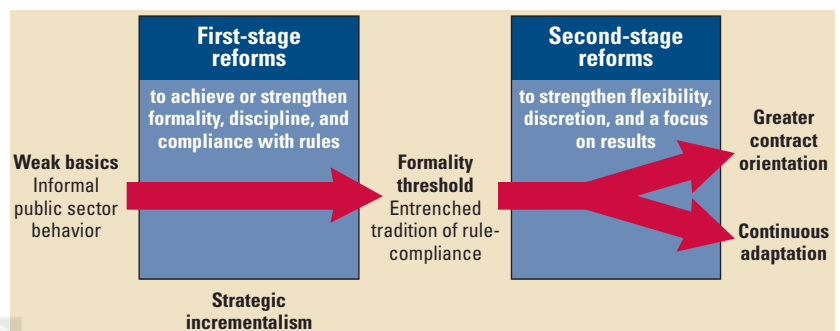 First-stage
reforms
to achieve or strengthen
formality, discipline, and
compliance with rules
Second-stage
reforms
to strengthen flexibility,
discretion, and a focus
on results
Weak basics
Informal
public sector
behavior
Formality
threshold
Entrenched
tradition of rule-
compliance
Greater
contract
orientation
Continuous
adaptation
Strategic
incrementalism